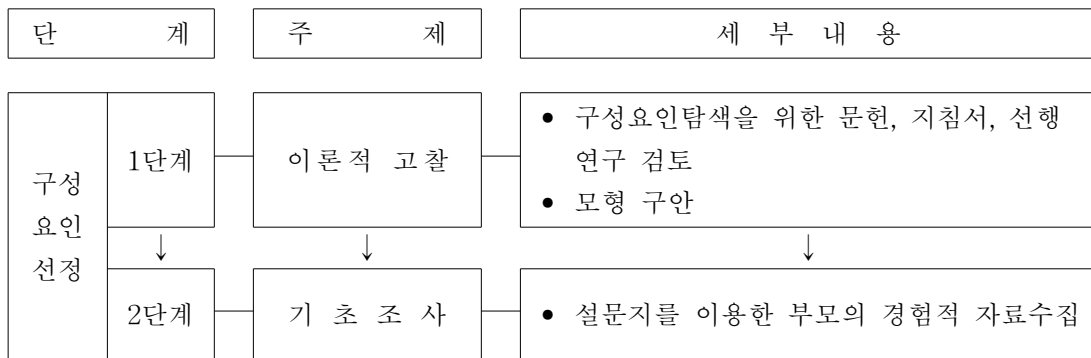 단 계
주 제
세 부 내 용
구성
요인
선정
1단계
이론적 고찰
● 구성요인탐색을 위한 문헌, 지침서, 선행
연구 검토
● 모형 구안
↓ ↓ ↓
2단계
기 초 조 사
● 설문지를 이용한 부모의 경험적 자료수집